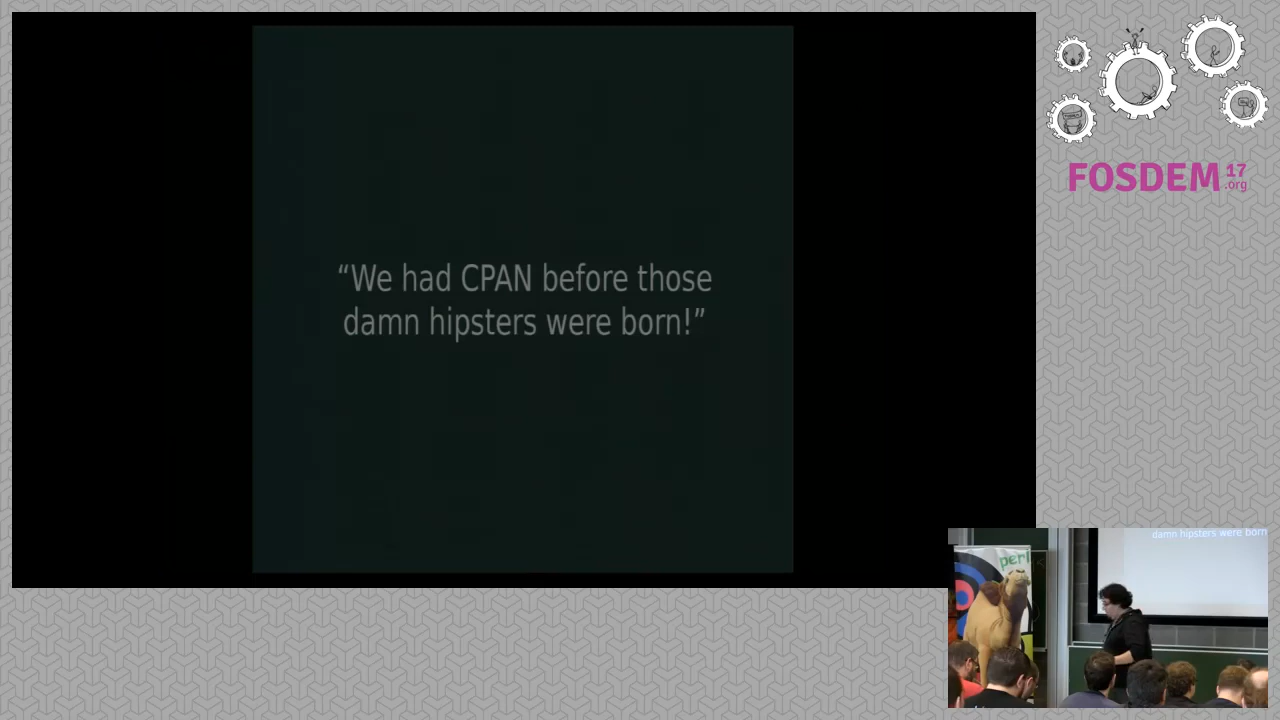 “We had CPAN before those
damn hipsters were born!”
FOSDEM 17
.org
damn hipsters were born
perl